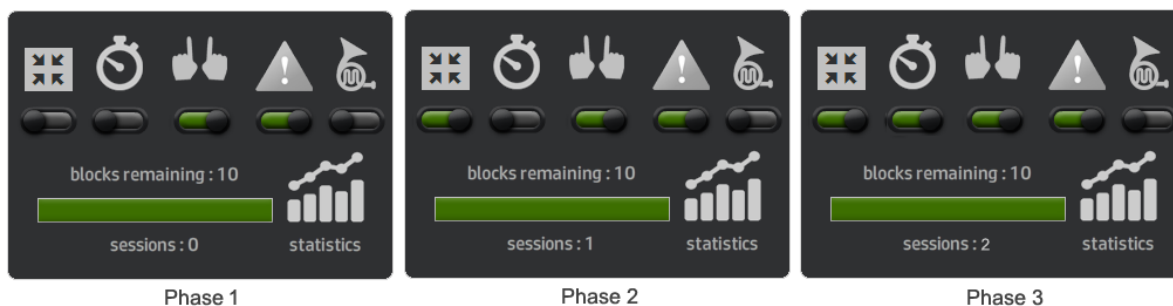 blocks remaining : 10
sessions : 0
statistics
Phase 1
blocks remaining : 10
sessions : 1
statistics
Phase 2
blocks remaining : 10
sessions : 2
statistics
Phase 3